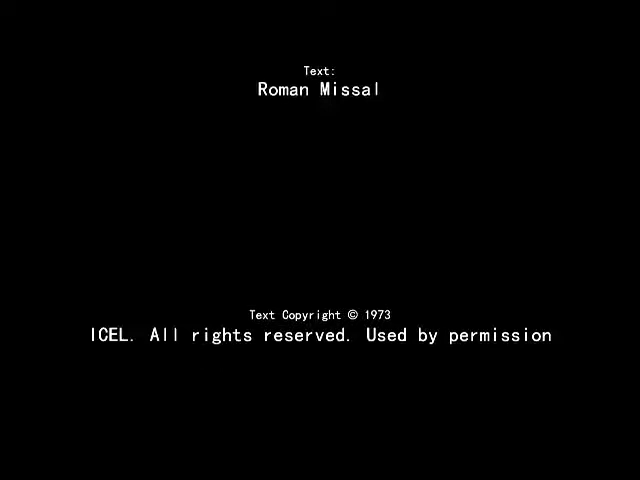 Text:
Roman Missal
Text Copyright © 1973
ICEL. All rights reserved. Used by permission